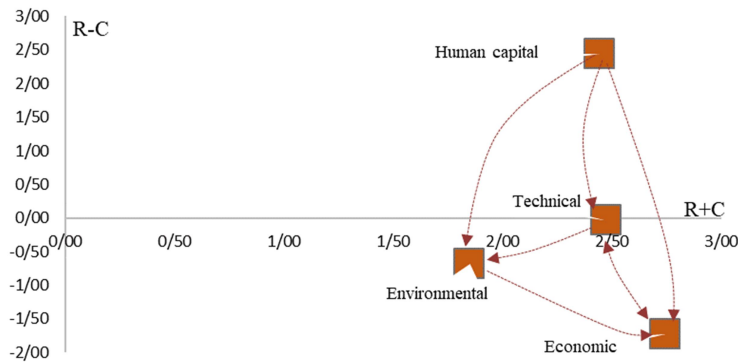 3/00
R-C
2/50
Human capital
2/00
1/50
1/00
0/50
Technical
0/00
R+C
0/00 0/50 1/00 1/50 2/00 2/50 3/00
-0/50
-1/00
Environmental
-1/50
Economic
-2/00